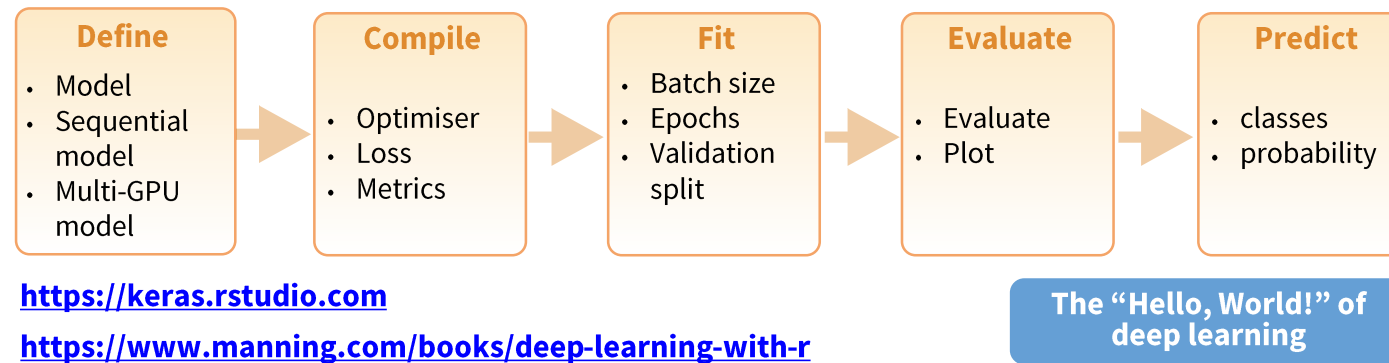 Define
• Model
• Sequential
model
• Multi-GPU
model
Compile
• Optimiser
• Loss
• Metrics
Fit
• Batch size
• Epochs
• Validation
split
Evaluate
• Evaluate
• Plot
Predict
• classes
• probability
https://keras.rstudio.com
https://www.manning.com/books/deep-learning-with-r
The “Hello, World!” of
deep learning